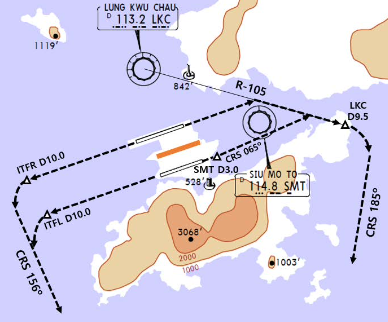 LUNG KWU CHAU
D 113.2 LKC
1119'
842'
R-105
LKC
D9.5
ITFR D10.0
CRS 065°
SMT D3.0
SIU MO TO
D 114.8 SMT
528'
ITFL D10.0
CRS 185°
3068'
2000
1000
1003'
CRS 156°